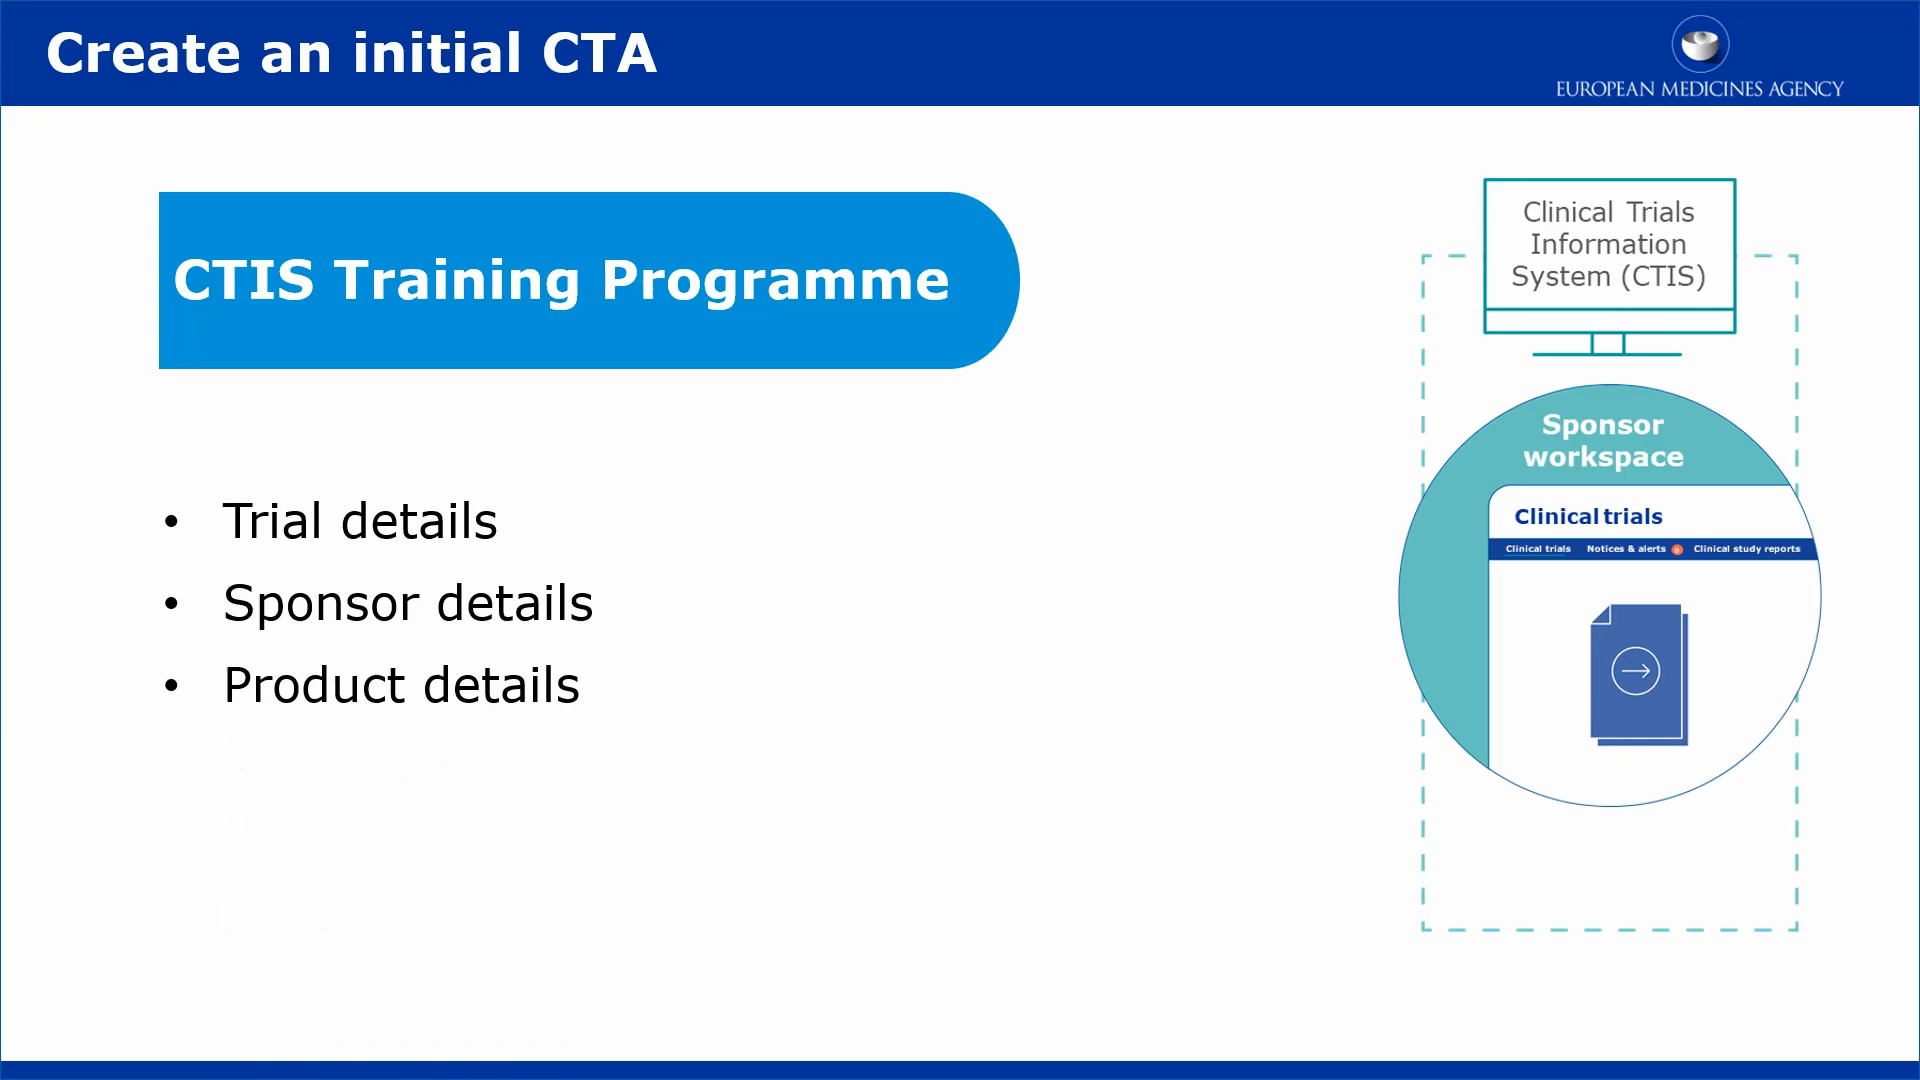 Create an initial CTA
EUROPEAN MEDICINES AGENCY
CTIS Training Programme
• Trial details
• Sponsor details
• Product details
Clinical Trials
Information
System (CTIS)
Sponsor
workspace
Clinical trials
Clinical trials Notices & alerts 0 Clinical study reports